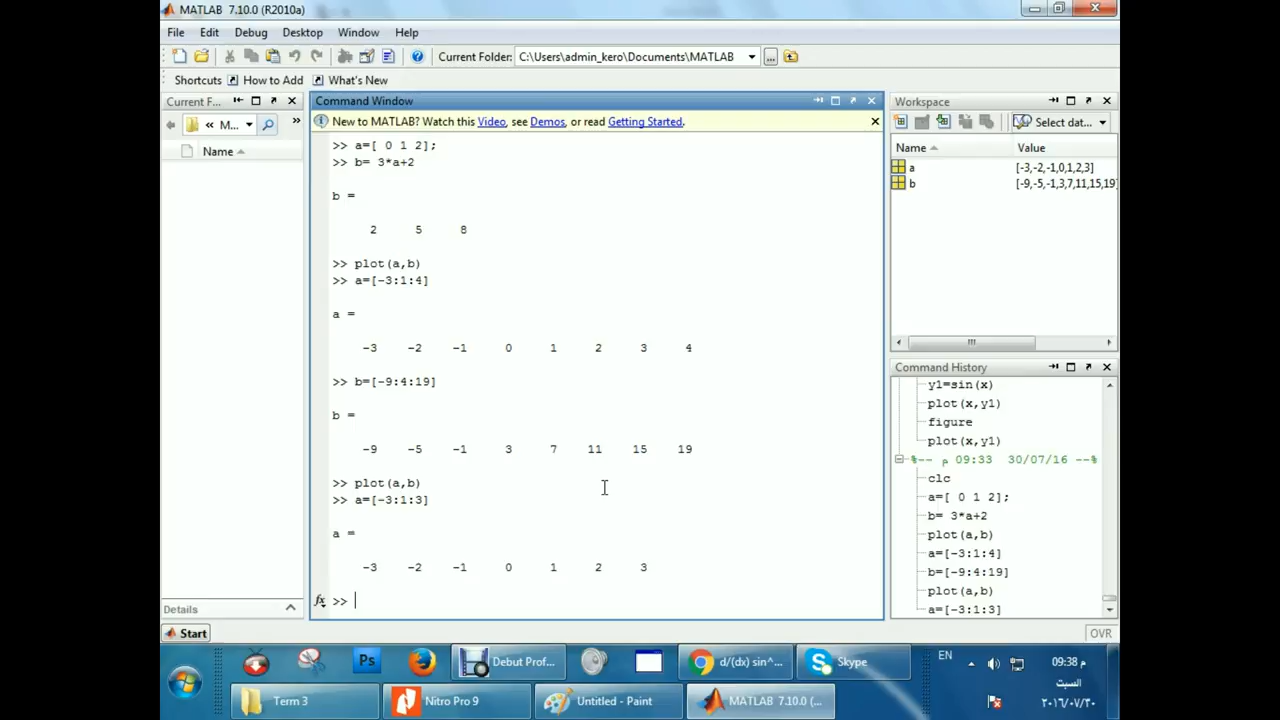 MATLAB 7.10.0 (R2010a)
File Edit Debug Desktop Window Help
Current Folder: C:\Users\admin_kero\Documents\MATLAB ...
Shortcuts How to Add What's New
Current F...
« M...
Name
Details
Command Window
New to MATLAB? Watch this Video, see Demos, or read Getting Started.
>> a=[ 0 1 2];
>> b= 3*a+2
b =
2 5 8
>> plot(a,b)
>> a=[-3:1:4]
a =
-3 -2 -1 0 1 2 3 4
>> b=[-9:4:19]
b =
-9 -5 -1 3 7 11 15 19
>> plot(a,b)
>> a=[-3:1:3]
a =
-3 -2 -1 0 1 2 3
fx >>
Workspace
Select dat...
Name Value
a [-3,-2,-1,0,1,2,3]
b [-9,-5,-1,3,7,11,15,19]
Command History
y1=sin(x)
plot(x,y1)
figure
plot(x,y1)
%-- م 09:33 30/07/16 --%
clc
a=[ 0 1 2];
b= 3*a+2
plot(a,b)
a=[-3:1:4]
b=[-9:4:19]
plot(a,b)
a=[-3:1:3]
Start
OVR
Ps
Debut Prof...
d/(dx) sin^...
Skype
EN
09:38 م
السبت
٢٠١٦/٠٧/٣٠
Term 3
Nitro Pro 9
Untitled - Paint
MATLAB 7.10.0 (...